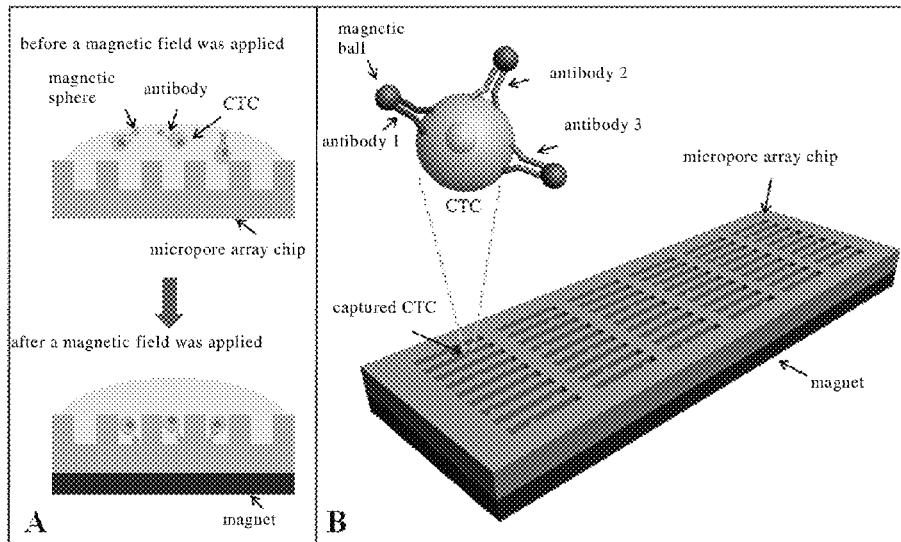 before a magnetic field was applied
magnetic
sphere
antibody
CTC
micropore array chip
after a magnetic field was applied
magnet
A
magnetic
ball
antibody 2
antibody 1
antibody 3
CTC
micropore array chip
captured CTC
magnet
B